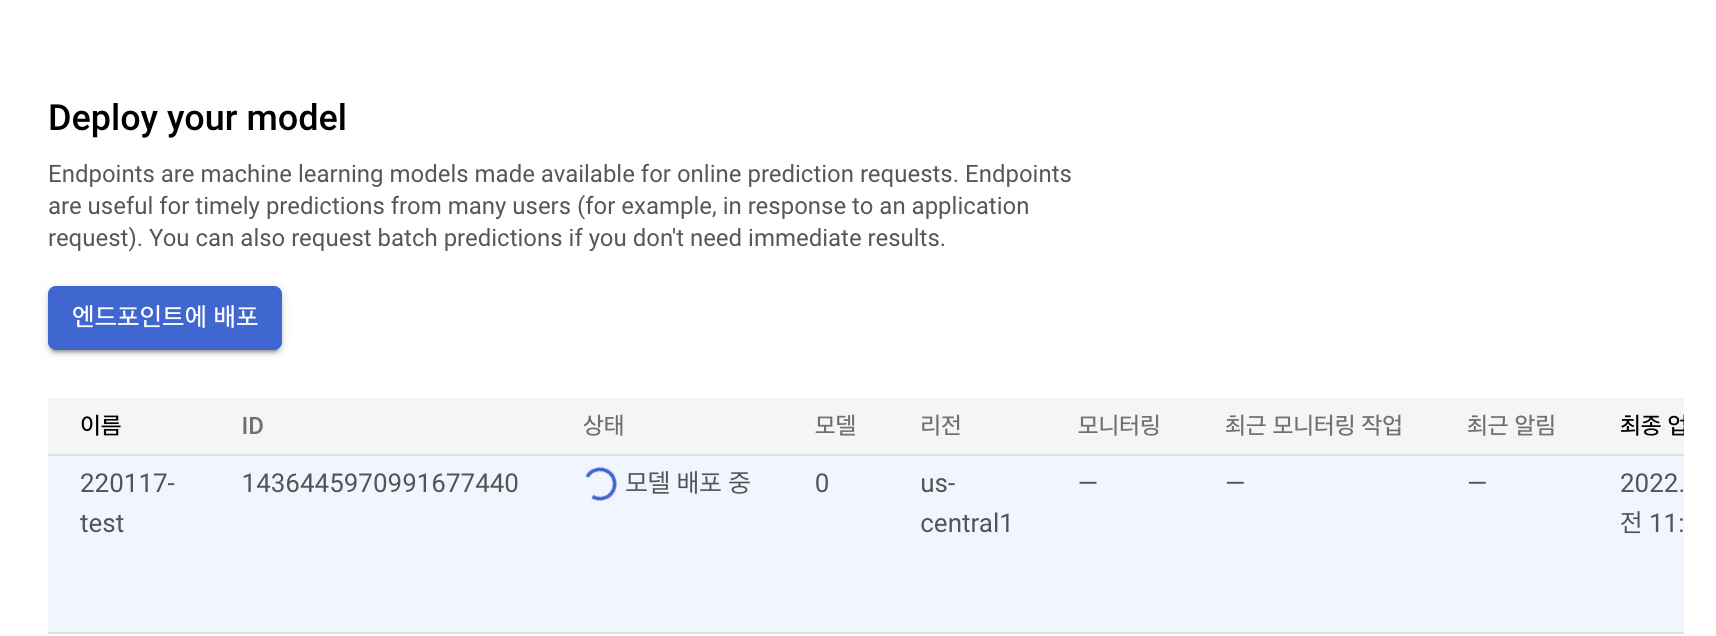 Deploy your model
Endpoints are machine learning models made available for online prediction requests. Endpoints
are useful for timely predictions from many users (for example, in response to an application
request). You can also request batch predictions if you don't need immediate results.
엔드포인트에 배포
이름 ID 상태 모델 리전 모니터링 최근 모니터링 작업 최근 알림 최종 업
220117- 1436445970991677440 모델 배포 중 0 us- — — — 2022.
test central1 전 11: